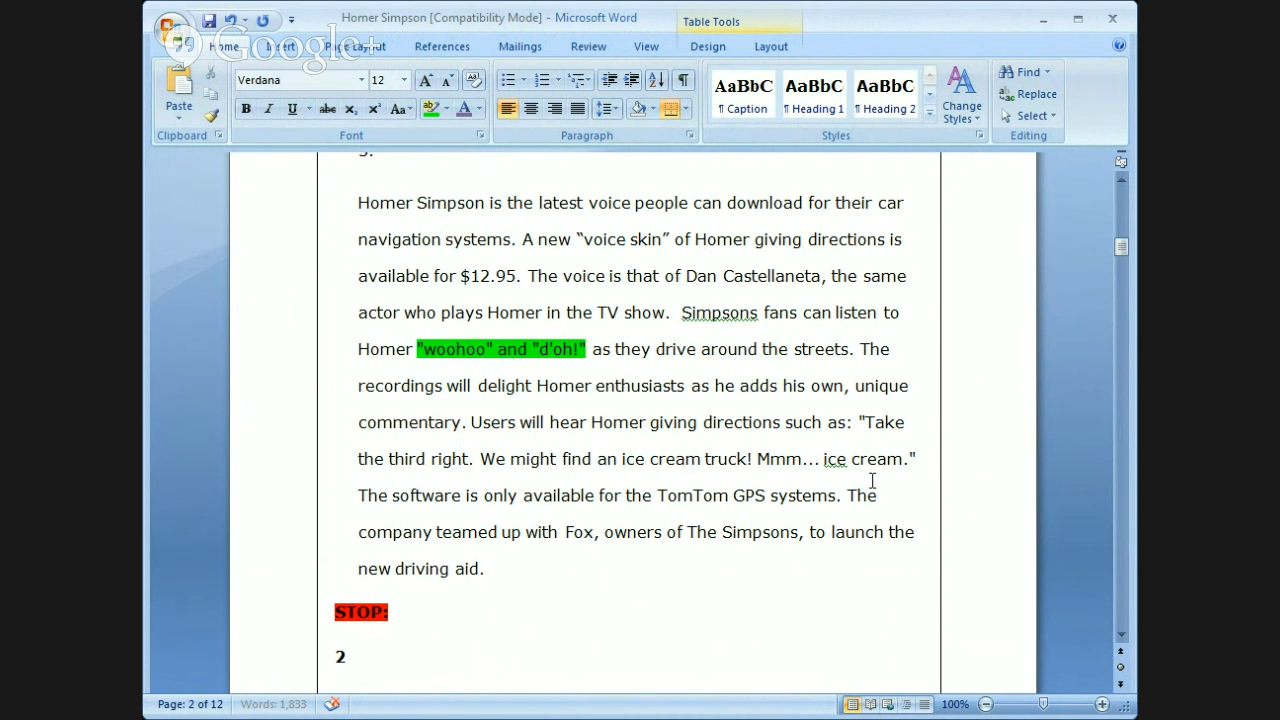 Homer Simpson [Compatibility Mode] - Microsoft Word
Table Tools
Google+
Home Insert Page Layout References Mailings Review View Design Layout
Verdana 12
AaBbC AaBbC AaBbC
Paste
¶ Caption ¶ Heading 1 ¶ Heading 2
Change Styles
Find
Replace
Select
Clipboard Font Paragraph Styles Editing
Homer Simpson is the latest voice people can download for their car
navigation systems. A new “voice skin” of Homer giving directions is
available for $12.95. The voice is that of Dan Castellaneta, the same
actor who plays Homer in the TV show. Simpsons fans can listen to
Homer "woohoo" and "d'oh!" as they drive around the streets. The
recordings will delight Homer enthusiasts as he adds his own, unique
commentary. Users will hear Homer giving directions such as: "Take
the third right. We might find an ice cream truck! Mmm... ice cream."
The software is only available for the TomTom GPS systems. The
company teamed up with Fox, owners of The Simpsons, to launch the
new driving aid.
STOP:
2
Page: 2 of 12 Words: 1,833 100%